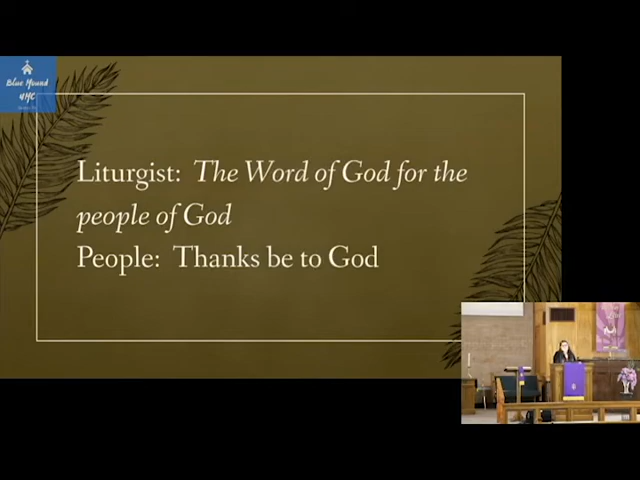 Blue Mound
UMC
Liturgist: The Word of God for the
people of God
People: Thanks be to God